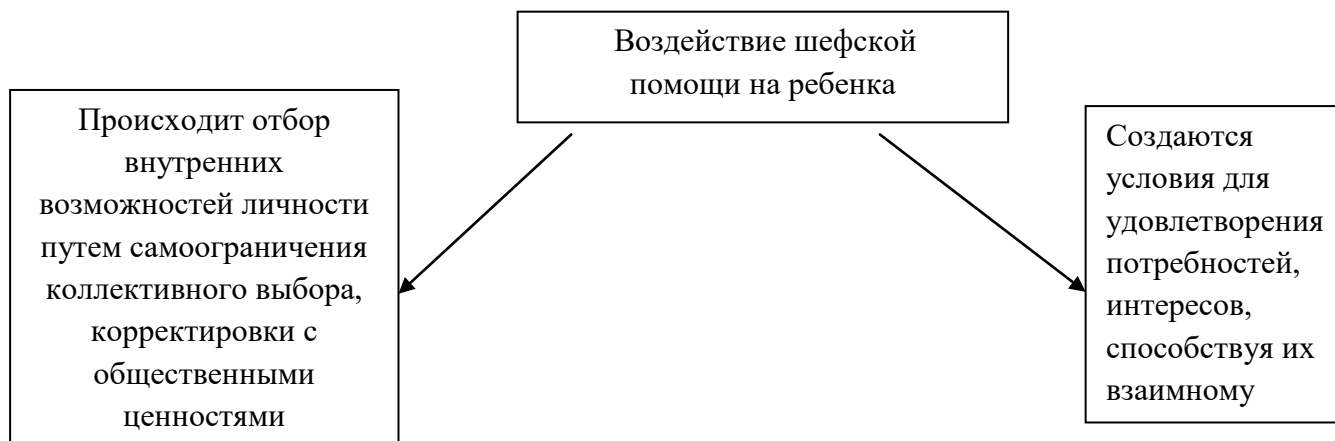 Воздействие шефской
помощи на ребенка
Происходит отбор
внутренних
возможностей личности
путем самоограничения
коллективного выбора,
корректировки с
общественными
ценностями
Создаются
условия для
удовлетворения
потребностей,
интересов,
способствуя их
взаимному